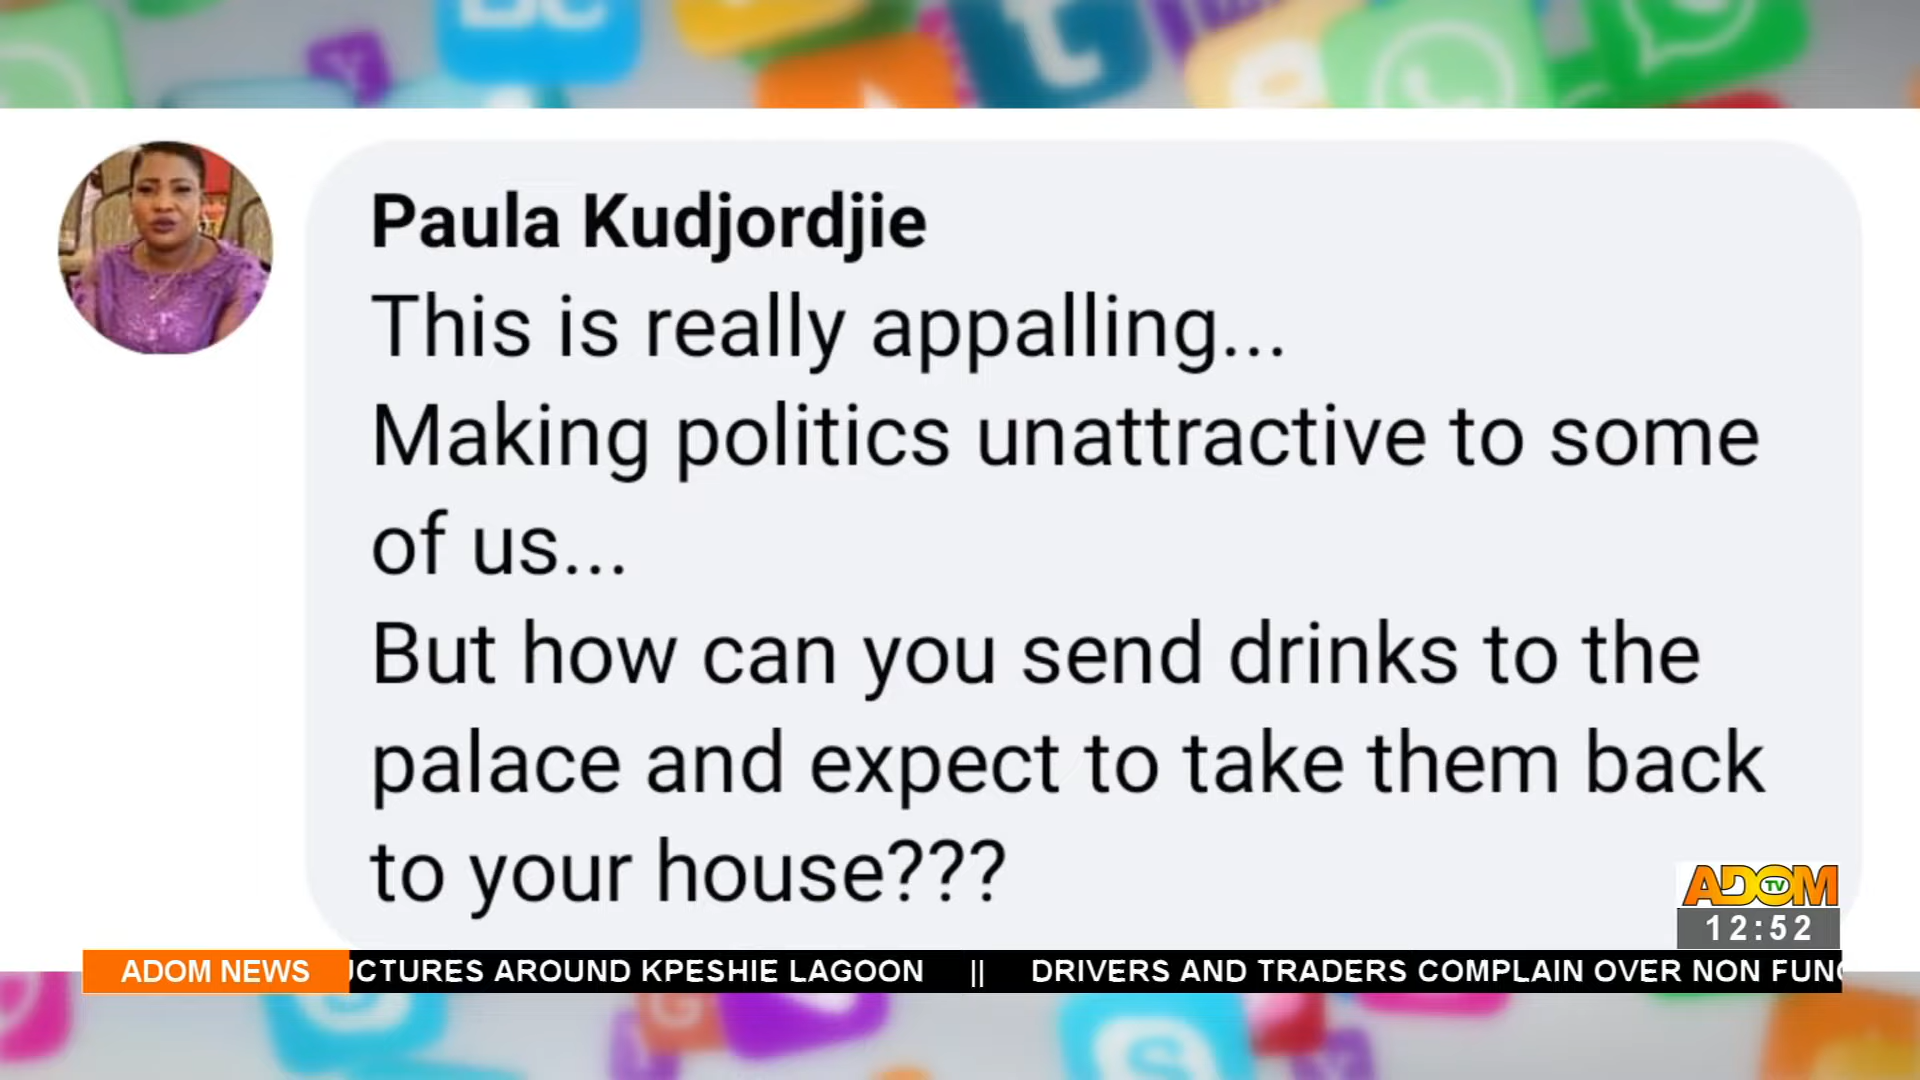 Paula Kudjordjie
This is really appalling...
Making politics unattractive to some
of us...
But how can you send drinks to the
palace and expect to take them back
to your house???
ADOM TV
12:52
ADOM NEWS
AROUND KPESHIE LAGOON || DRIVERS AND TRADERS COMPLAIN OVER NON